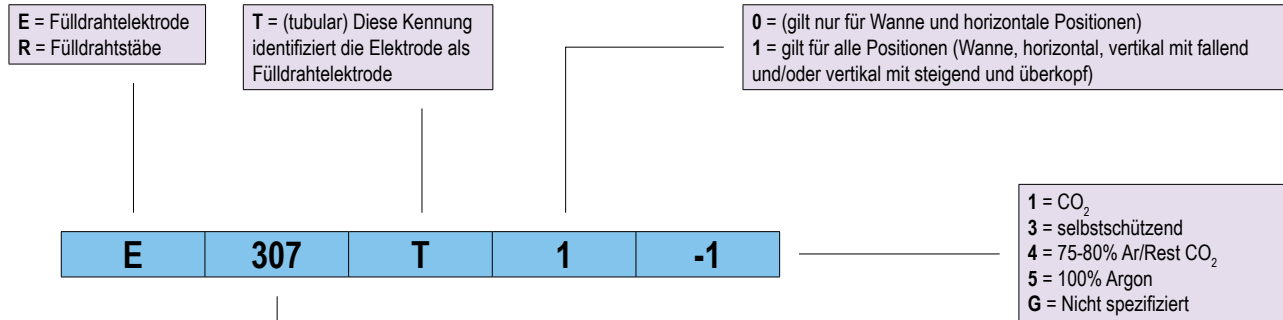 E = Fülldrahtelektrode
R = Fülldrahtstäbe
T = (tubular) Diese Kennung
identifiziert die Elektrode als
Fülldrahtelektrode
0 = (gilt nur für Wanne und horizontale Positionen)
1 = gilt für alle Positionen (Wanne, horizontal, vertikal mit fallend
und/oder vertikal mit steigend und überkopf)
E 307 T 1 -1
1 = CO₂
3 = selbstschützend
4 = 75-80% Ar/Rest CO₂
5 = 100% Argon
G = Nicht spezifiziert